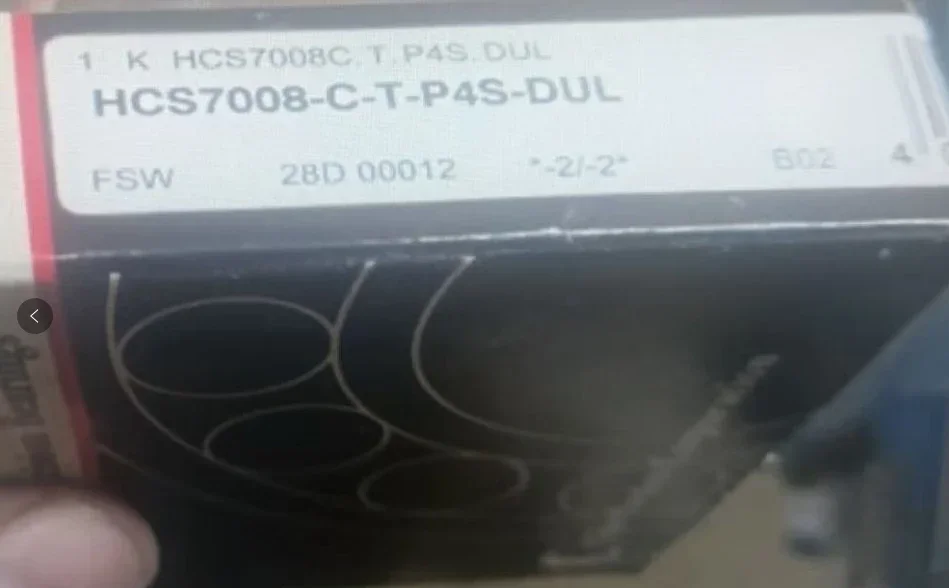 1 K HCS7008C.T.P4S.DUL
HCS7008-C-T-P4S-DUL
FSW 28D 00012 *-2/-2* B02 4